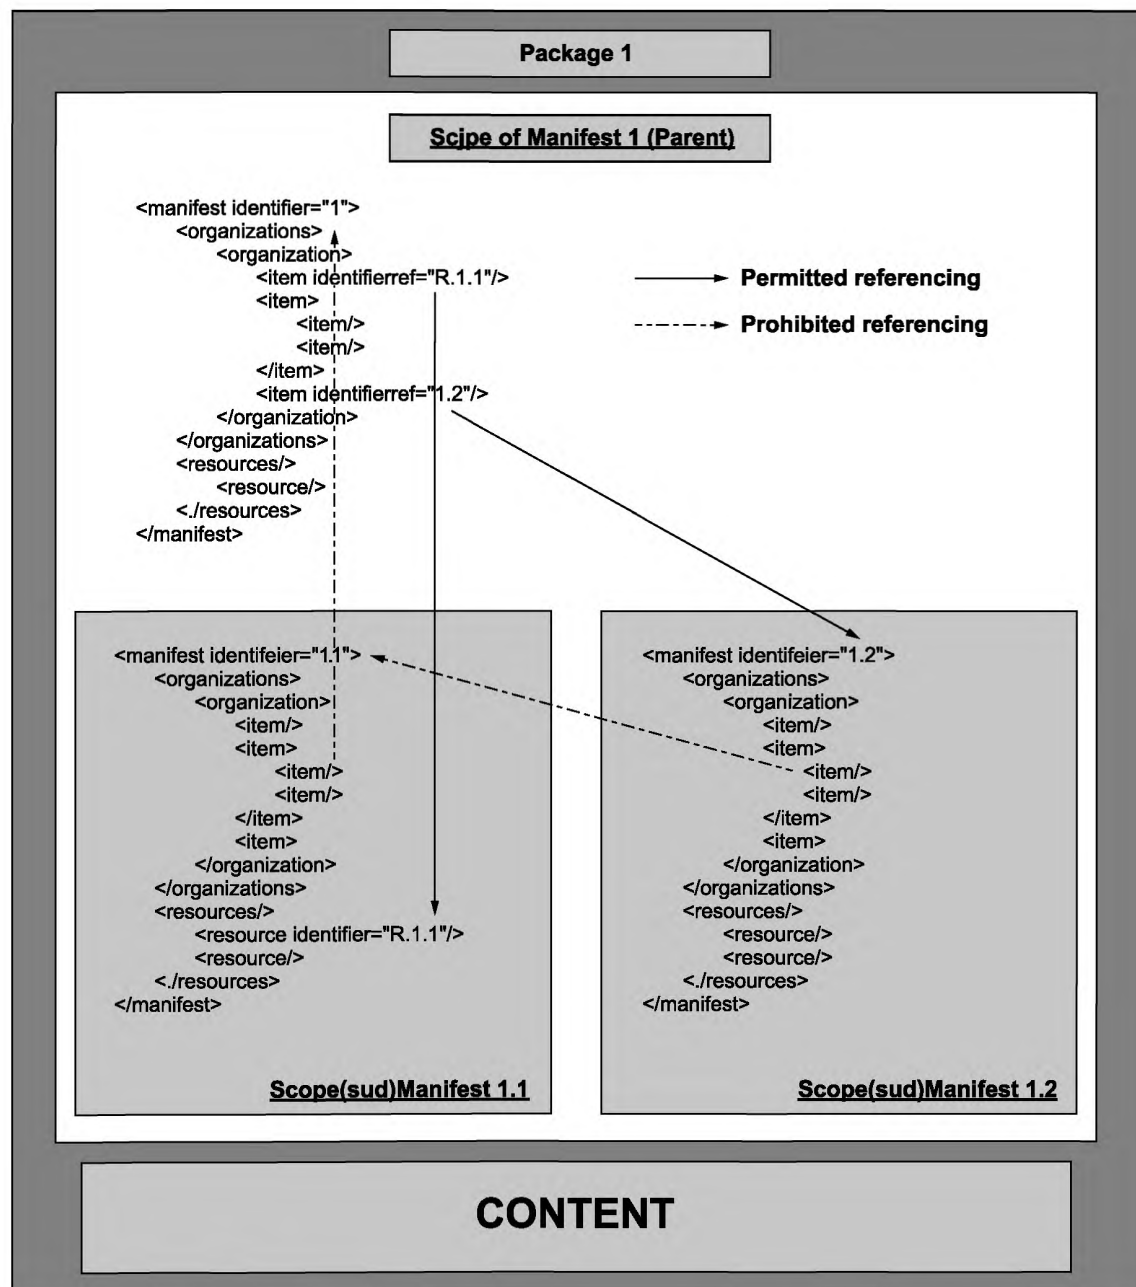 Package 1
Scjpe of Manifest 1 (Parent)
<manifest identifier="1">
<organizations>
<organization>
<item identifierref="R.1.1"/>
<item>
<item/>
<item/>
</item>
<item identifierref="1.2"/>
</organization>
</organizations>
<resources/>
<resource/>
<./resources>
</manifest>
Permitted referencing
Prohibited referencing
<manifest identifeier="1.1">
<organizations>
<organization>
<item/>
<item>
<item/>
<item/>
</item>
<item>
</organization>
</organizations>
<resources/>
<resource identifier="R.1.1"/>
<resource/>
<./resources>
</manifest>
Scope(sud)Manifest 1.1
<manifest identifeier="1.2">
<organizations>
<organization>
<item/>
<item>
<item/>
<item/>
</item>
<item>
</organization>
</organizations>
<resources/>
<resource/>
<resource/>
<./resources>
</manifest>
Scope(sud)Manifest 1.2
CONTENT